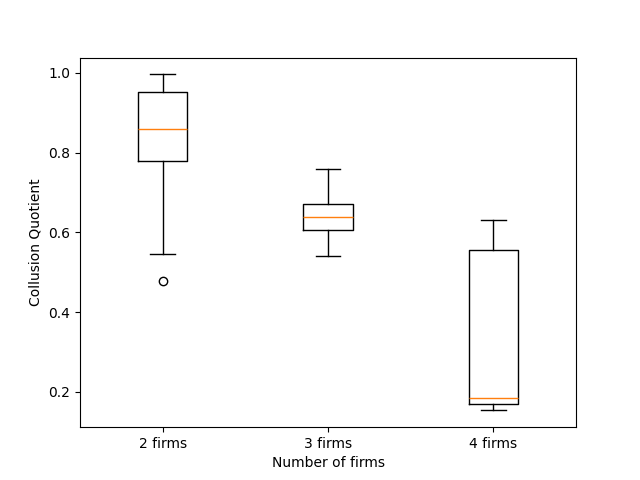 Collusion Quotient
1.0
0.8
0.6
0.4
0.2
2 firms
3 firms
4 firms
Number of firms